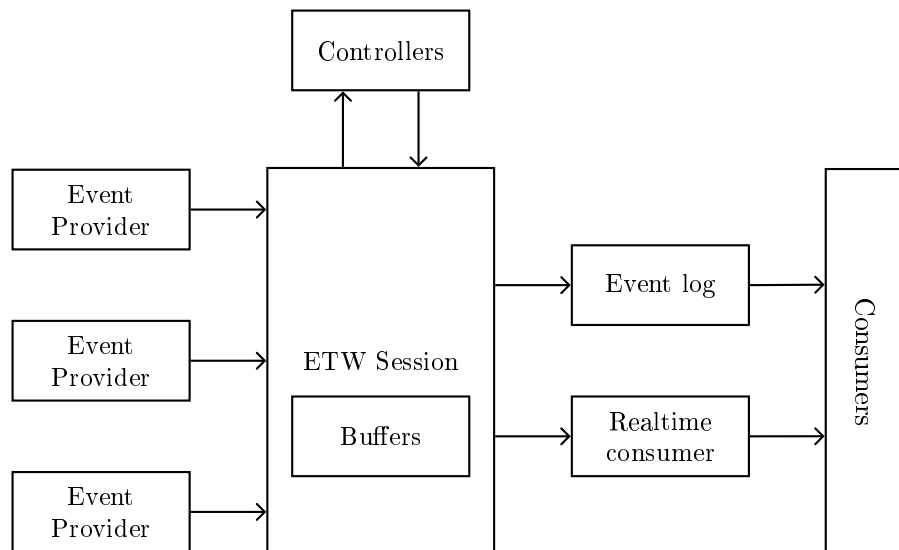 Controllers
Event
Provider
Event
Provider
Event
Provider
ETW Session
Buffers
Event log
Realtime
consumer
Consumers